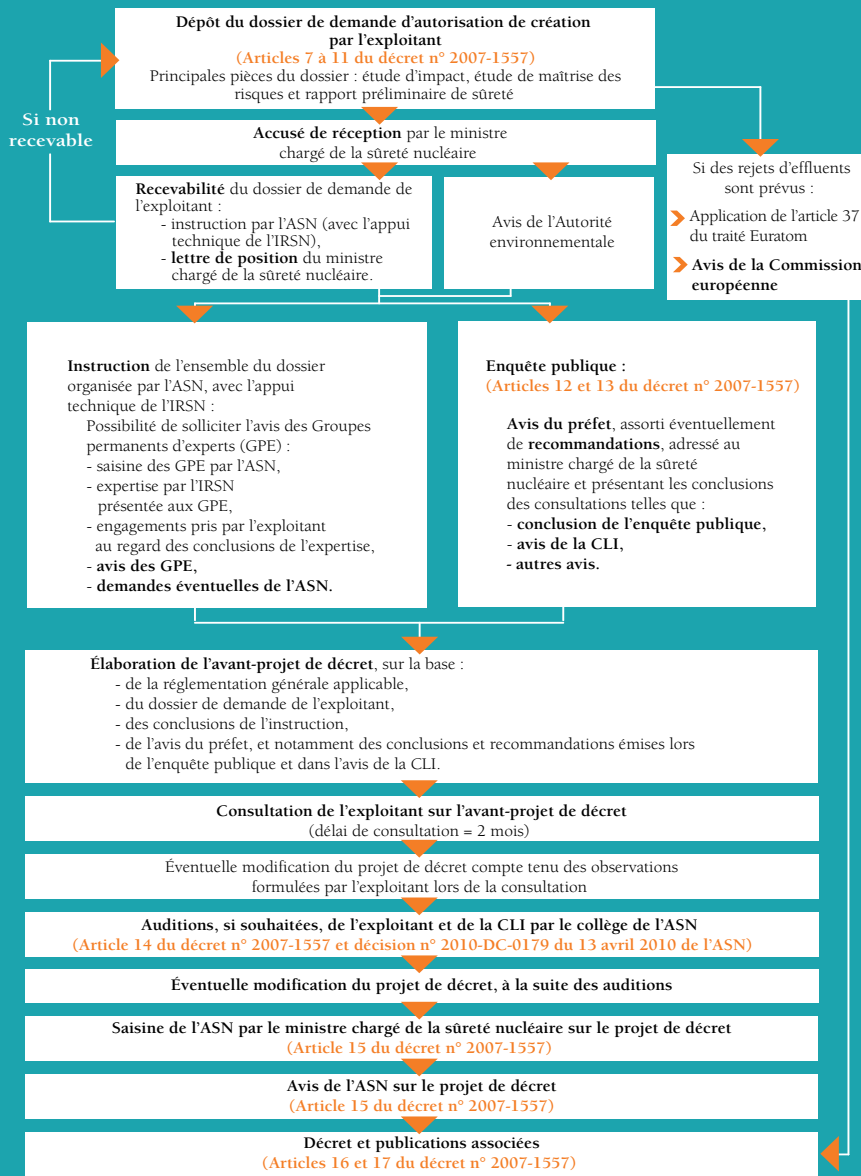 Dépôt du dossier de demande d'autorisation de création
par l'exploitant
(Articles 7 à 11 du décret n° 2007-1557)
Principales pièces du dossier : étude d'impact, étude de maîtrise des
risques et rapport préliminaire de sûreté
Si non
recevable
Accusé de réception par le ministre
chargé de la sûreté nucléaire
Recevabilité du dossier de demande de
l'exploitant :
- instruction par l'ASN (avec l'appui
technique de l'IRSN),
- lettre de position du ministre
chargé de la sûreté nucléaire.
Avis de l'Autorité
environnementale
Si des rejets d'effluents
sont prévus :
Application de l'article 37
du traité Euratom
Avis de la Commission
européenne
Instruction de l'ensemble du dossier
organisée par l'ASN, avec l'appui
technique de l'IRSN :
Possibilité de solliciter l'avis des Groupes
permanents d'experts (GPE) :
- saisine des GPE par l'ASN,
- expertise par l'IRSN
présentée aux GPE,
- engagements pris par l'exploitant
au regard des conclusions de l'expertise,
- avis des GPE,
- demandes éventuelles de l'ASN.
Enquête publique :
(Articles 12 et 13 du décret n° 2007-1557)
Avis du préfet, assorti éventuellement
de recommandations, adressé au
ministre chargé de la sûreté
nucléaire et présentant les conclusions
des consultations telles que :
- conclusion de l'enquête publique,
- avis de la CLI,
- autres avis.
Élaboration de l'avant-projet de décret, sur la base :
- de la réglementation générale applicable,
- du dossier de demande de l'exploitant,
- des conclusions de l'instruction,
- de l'avis du préfet, et notamment des conclusions et recommandations émises lors
de l'enquête publique et dans l'avis de la CLI.
Consultation de l'exploitant sur l'avant-projet de décret
(délai de consultation = 2 mois)
Éventuelle modification du projet de décret compte tenu des observations
formulées par l'exploitant lors de la consultation
Auditions, si souhaitées, de l'exploitant et de la CLI par le collège de l'ASN
(Article 14 du décret n° 2007-1557 et décision n° 2010-DC-0179 du 13 avril 2010 de l'ASN)
Éventuelle modification du projet de décret, à la suite des auditions
Saisine de l'ASN par le ministre chargé de la sûreté nucléaire sur le projet de décret
(Article 15 du décret n° 2007-1557)
Avis de l'ASN sur le projet de décret
(Article 15 du décret n° 2007-1557)
Décret et publications associées
(Articles 16 et 17 du décret n° 2007-1557)